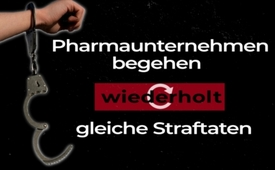 Pharmaunternehmen
begehen
wiederholt
gleiche Straftaten